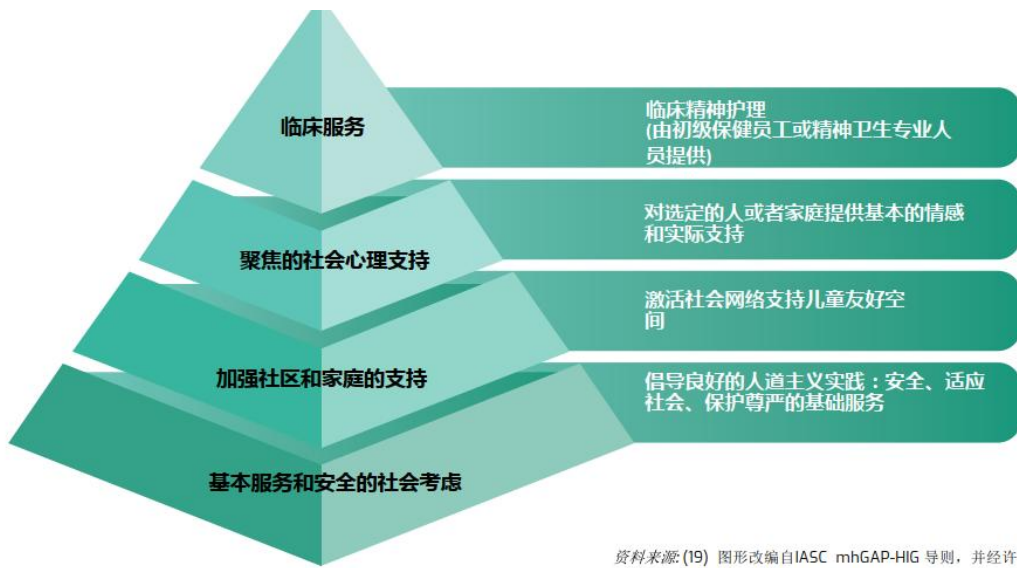 临床服务
临床精神护理
(由初级保健员工或精神卫生专业人
员提供)
聚焦的社会心理支持
对选定的人或者家庭提供基本的情感
和实际支持
加强社区和家庭的支持
激活社会网络支持儿童友好空
间
基本服务和安全的社会考虑
倡导良好的人道主义实践：安全、适应
社会、保护尊严的基础服务
资料来源: (19) 图形改编自IASC mhGAP-HIG 导则，并经许